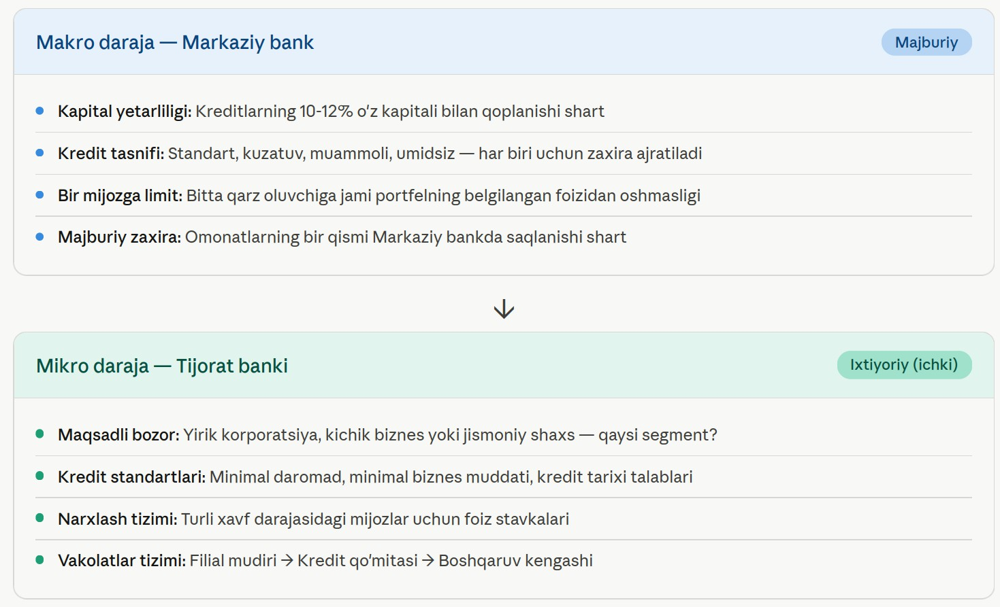 Makro daraja — Markaziy bank
Majburiy
Kapital yetarliligi: Kreditlarning 10-12% o'z kapitali bilan qoplanishi shart
Kredit tasnifi: Standart, kuzatuv, muammoli, umidsiz — har biri uchun zaxira ajratiladi
Bir mijozga limit: Bitta qarz oluvchiga jami portfelning belgilangan foizidan oshmasligi
Majburiy zaxira: Omonatlarning bir qismi Markaziy bankda saqlanishi shart
↓
Mikro daraja — Tijorat banki
Ixtiyoriy (ichki)
Maqsadli bozor: Yirik korporatsiya, kichik biznes yoki jismoniy shaxs — qaysi segment?
Kredit standartlari: Minimal daromad, minimal biznes muddati, kredit tarixi talablari
Narxlash tizimi: Turli xavf darajasidagi mijozlar uchun foiz stavkalari
Vakolatlar tizimi: Filial mudiri → Kredit qo'mitasi → Boshqaruv kengashi